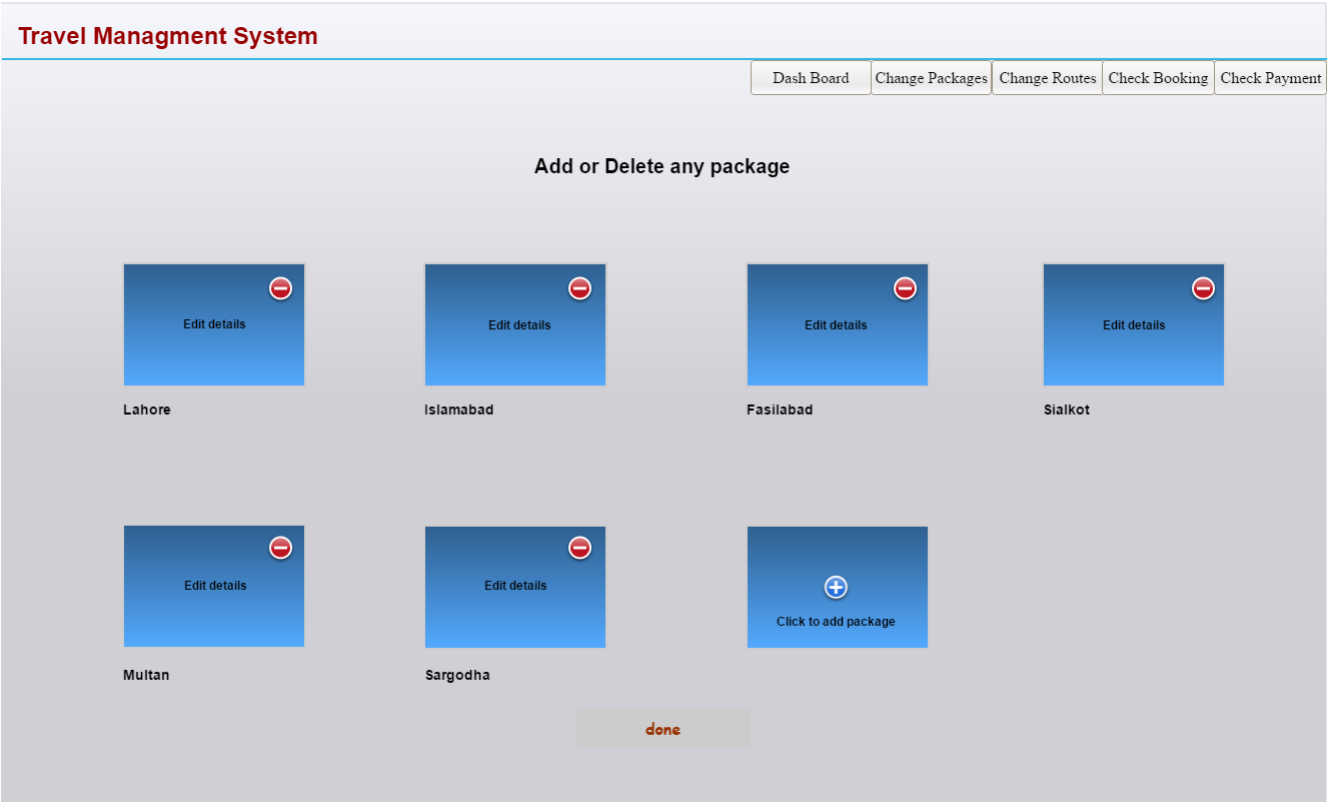 Travel Managment System
Dash Board Change Packages Change Routes Check Booking Check Payment
Add or Delete any package
Edit details Edit details Edit details Edit details
Lahore Islamabad Fasilabad Sialkot
Edit details Edit details
Click to add package
Multan Sargodha
done